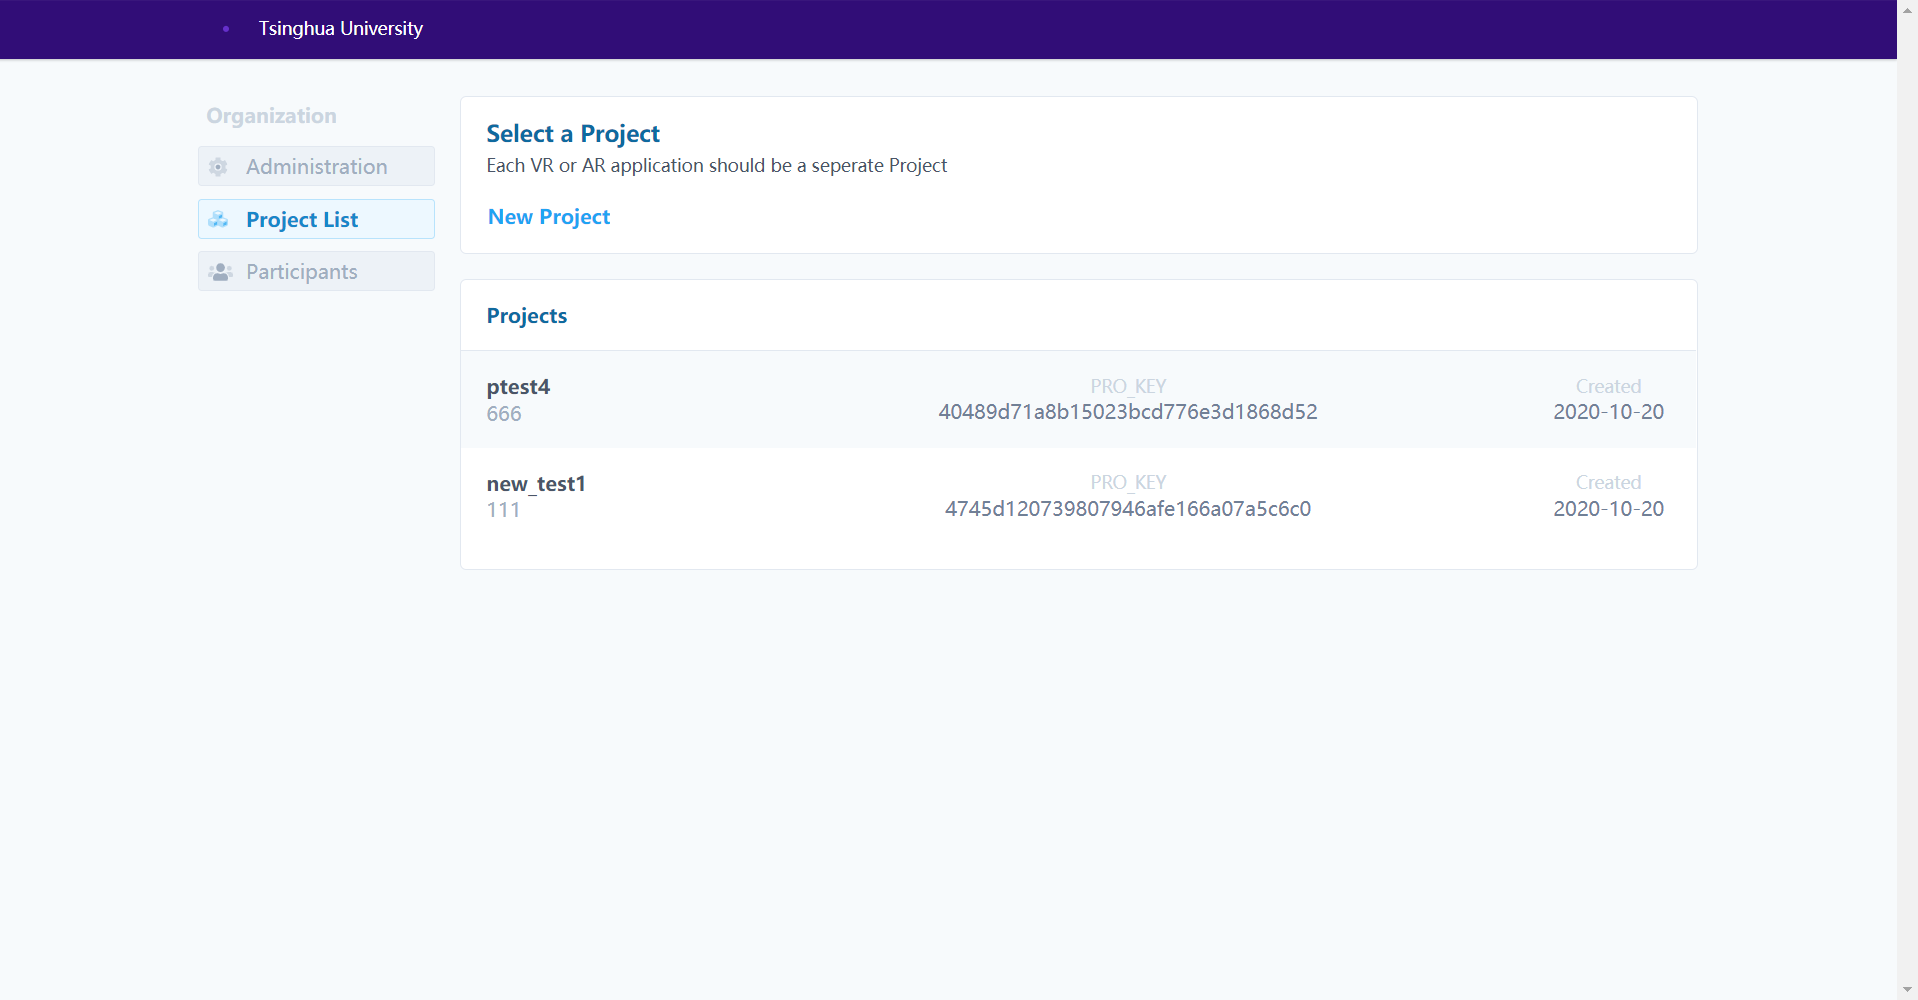 Tsinghua University
Organization
Administration
Project List
Participants
Select a Project
Each VR or AR application should be a seperate Project
New Project
Projects
ptest4
666
PRO_KEY
40489d71a8b15023bcd776e3d1868d52
Created
2020-10-20
new_test1
111
PRO_KEY
4745d120739807946afe166a07a5c6c0
Created
2020-10-20